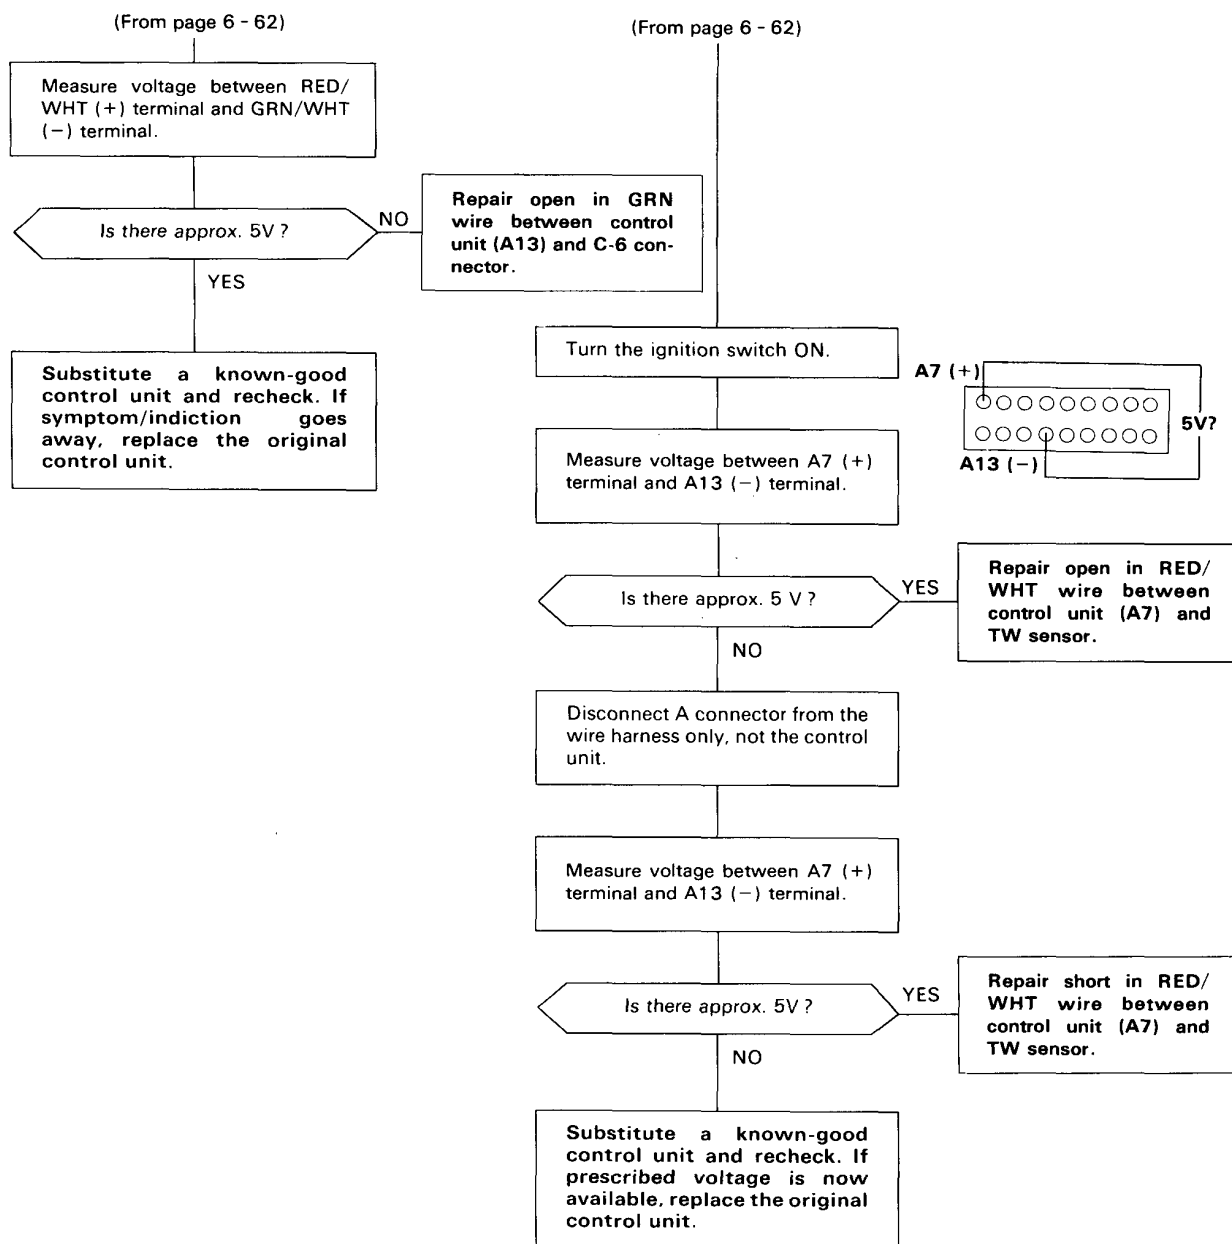 (From page 6 - 62)
Measure voltage between RED/
WHT (+) terminal and GRN/WHT
(−) terminal.
Is there approx. 5V ?
NO
Repair open in GRN
wire between control
unit (A13) and C-6 con-
nector.
YES
Substitute a known-good
control unit and recheck. If
symptom/indiction goes
away, replace the original
control unit.
(From page 6 - 62)
Turn the ignition switch ON.
A7 (+)
5V?
A13 (−)
Measure voltage between A7 (+)
terminal and A13 (−) terminal.
Is there approx. 5 V ?
YES
Repair open in RED/
WHT wire between
control unit (A7) and
TW sensor.
NO
Disconnect A connector from the
wire harness only, not the control
unit.
Measure voltage between A7 (+)
terminal and A13 (−) terminal.
Is there approx. 5V ?
YES
Repair short in RED/
WHT wire between
control unit (A7) and
TW sensor.
NO
Substitute a known-good
control unit and recheck. If
prescribed voltage is now
available, replace the original
control unit.